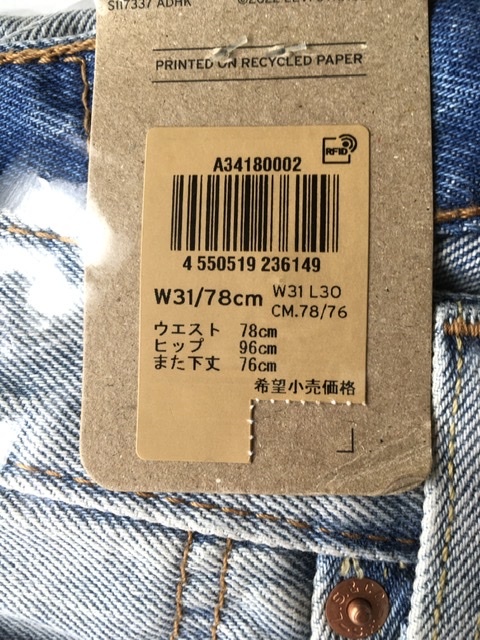 PRINTED ON RECYCLED PAPER
RFID
A34180002
4 550519 236149
W31/78cm
W31 L30
CM.78/76
ウエスト 78cm
ヒップ 96cm
また下丈 76cm
希望小売価格